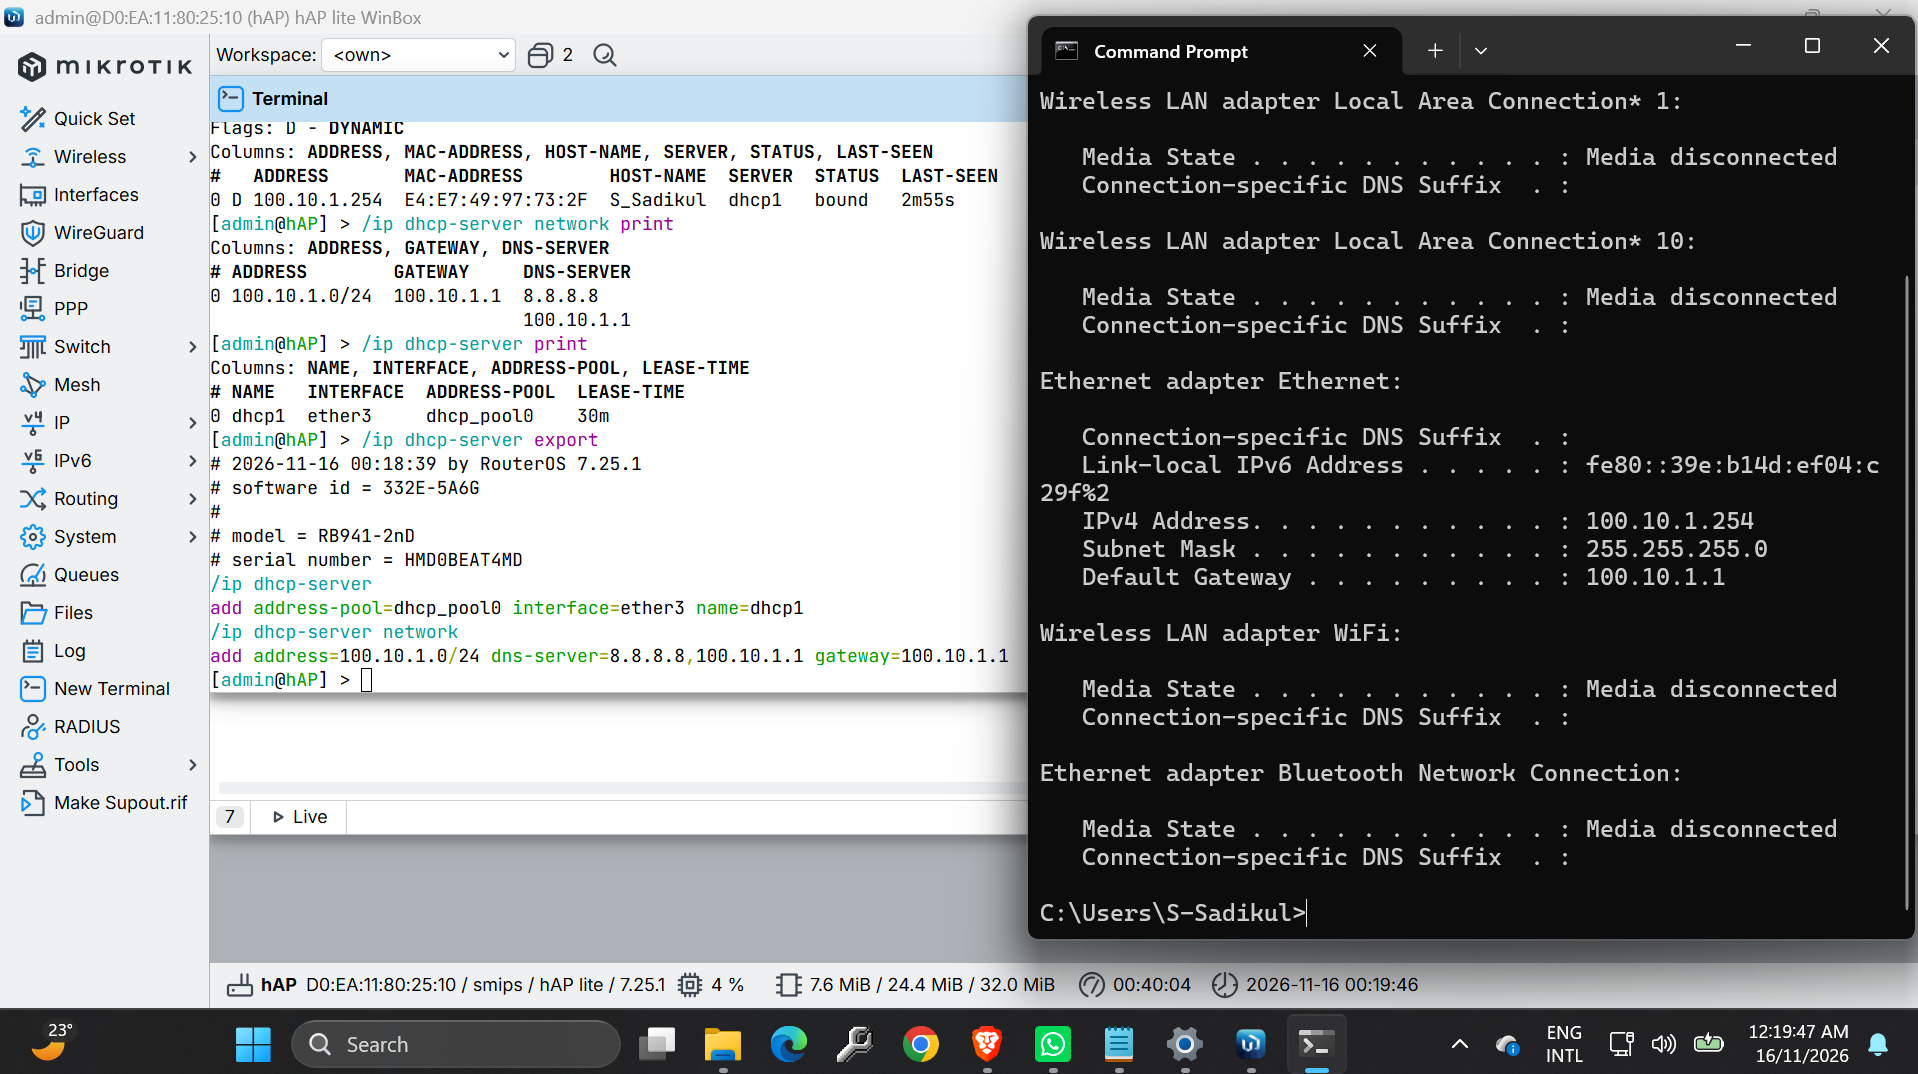 admin@D0:EA:11:80:25:10 (hAP) hAP lite WinBox
mikrotik
Quick Set
Wireless
Interfaces
WireGuard
Bridge
PPP
Switch
Mesh
IP
IPv6
Routing
System
Queues
Files
Log
New Terminal
RADIUS
Tools
Make Supout.rif
Workspace: <own> 2
Terminal
Flags: D - DYNAMIC
Columns: ADDRESS, MAC-ADDRESS, HOST-NAME, SERVER, STATUS, LAST-SEEN
#   ADDRESS       MAC-ADDRESS        HOST-NAME  SERVER  STATUS  LAST-SEEN
0 D 100.10.1.254  E4:E7:49:97:73:2F  S_Sadikul  dhcp1   bound   2m55s
[admin@hAP] > /ip dhcp-server network print
Columns: ADDRESS, GATEWAY, DNS-SERVER
# ADDRESS        GATEWAY     DNS-SERVER
0 100.10.1.0/24  100.10.1.1  8.8.8.8
100.10.1.1
[admin@hAP] > /ip dhcp-server print
Columns: NAME, INTERFACE, ADDRESS-POOL, LEASE-TIME
# NAME   INTERFACE  ADDRESS-POOL  LEASE-TIME
0 dhcp1  ether3     dhcp_pool0    30m
[admin@hAP] > /ip dhcp-server export
# 2026-11-16 00:18:39 by RouterOS 7.25.1
# software id = 332E-5A6G
#
# model = RB941-2nD
# serial number = HMD0BEAT4MD
/ip dhcp-server
add address-pool=dhcp_pool0 interface=ether3 name=dhcp1
/ip dhcp-server network
add address=100.10.1.0/24 dns-server=8.8.8.8,100.10.1.1 gateway=100.10.1.1
[admin@hAP] >
7 Live
Command Prompt
Wireless LAN adapter Local Area Connection* 1:
Media State . . . . . . . . . . . : Media disconnected
Connection-specific DNS Suffix  . :
Wireless LAN adapter Local Area Connection* 10:
Media State . . . . . . . . . . . : Media disconnected
Connection-specific DNS Suffix  . :
Ethernet adapter Ethernet:
Connection-specific DNS Suffix  . :
Link-local IPv6 Address . . . . . : fe80::39e:b14d:ef04:c
29f%2
IPv4 Address. . . . . . . . . . . : 100.10.1.254
Subnet Mask . . . . . . . . . . . : 255.255.255.0
Default Gateway . . . . . . . . . : 100.10.1.1
Wireless LAN adapter WiFi:
Media State . . . . . . . . . . . : Media disconnected
Connection-specific DNS Suffix  . :
Ethernet adapter Bluetooth Network Connection:
Media State . . . . . . . . . . . : Media disconnected
Connection-specific DNS Suffix  . :
C:\Users\S-Sadikul>
hAP D0:EA:11:80:25:10 / smips / hAP lite / 7.25.1 4 % 7.6 MiB / 24.4 MiB / 32.0 MiB 00:40:04 2026-11-16 00:19:46
23°
Search
ENG
INTL
12:19:47 AM
16/11/2026